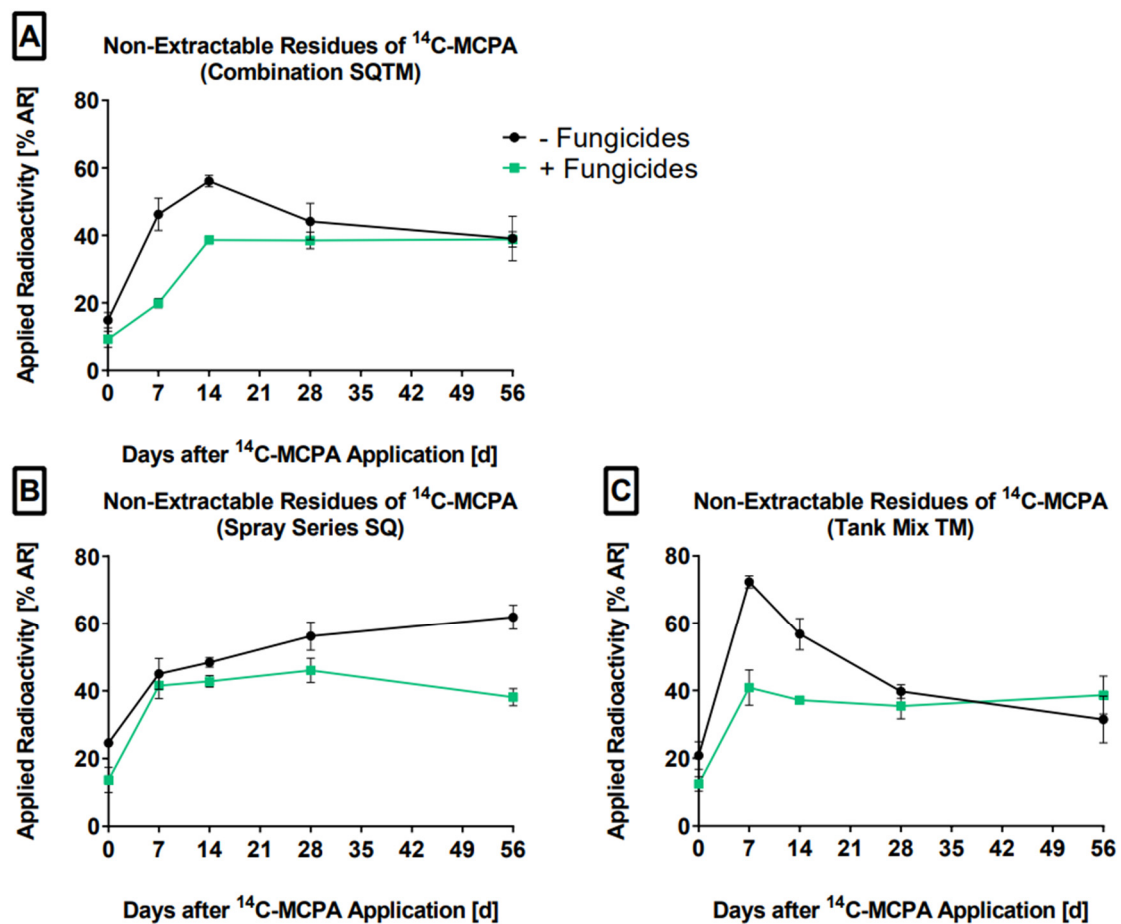 A
Non-Extractable Residues of ¹⁴C-MCPA
(Combination SQTM)
Applied Radioactivity [% AR]
80
60
40
20
0
0 7 14 21 28 35 42 49 56
Days after ¹⁴C-MCPA Application [d]
- Fungicides
+ Fungicides
B
Non-Extractable Residues of ¹⁴C-MCPA
(Spray Series SQ)
Applied Radioactivity [% AR]
80
60
40
20
0
0 7 14 21 28 35 42 49 56
Days after ¹⁴C-MCPA Application [d]
C
Non-Extractable Residues of ¹⁴C-MCPA
(Tank Mix TM)
Applied Radioactivity [% AR]
80
60
40
20
0
0 7 14 21 28 35 42 49 56
Days after ¹⁴C-MCPA Application [d]